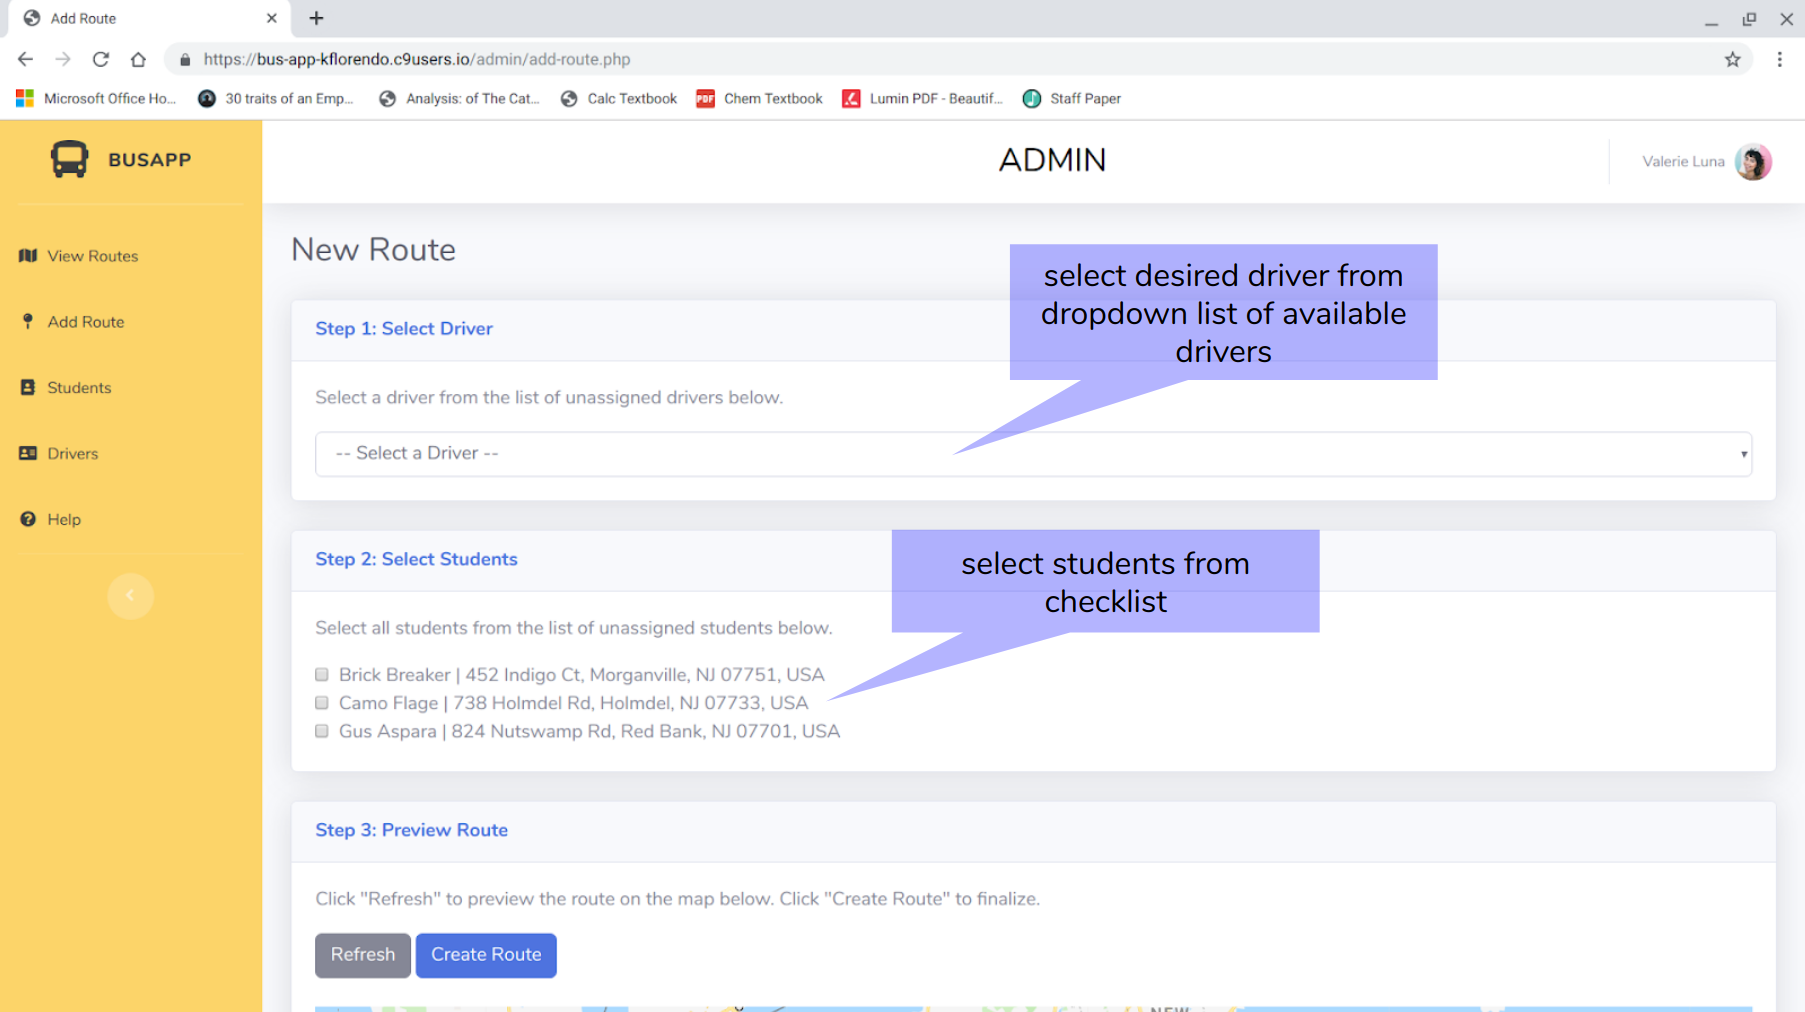 Add Route
https://bus-app-kflorendo.c9users.io/admin/add-route.php
Microsoft Office Ho...
30 traits of an Emp...
Analysis: of The Cat...
Calc Textbook
PDF
Chem Textbook
Lumin PDF - Beautif...
Staff Paper
BUSAPP
ADMIN
Valerie Luna
View Routes
Add Route
Students
Drivers
Help
New Route
select desired driver from
dropdown list of available
drivers
Step 1: Select Driver
Select a driver from the list of unassigned drivers below.
-- Select a Driver --
Step 2: Select Students
select students from
checklist
Select all students from the list of unassigned students below.
Brick Breaker | 452 Indigo Ct, Morganville, NJ 07751, USA
Camo Flage | 738 Holmdel Rd, Holmdel, NJ 07733, USA
Gus Aspara | 824 Nutswamp Rd, Red Bank, NJ 07701, USA
Step 3: Preview Route
Click "Refresh" to preview the route on the map below. Click "Create Route" to finalize.
Refresh
Create Route
NEW